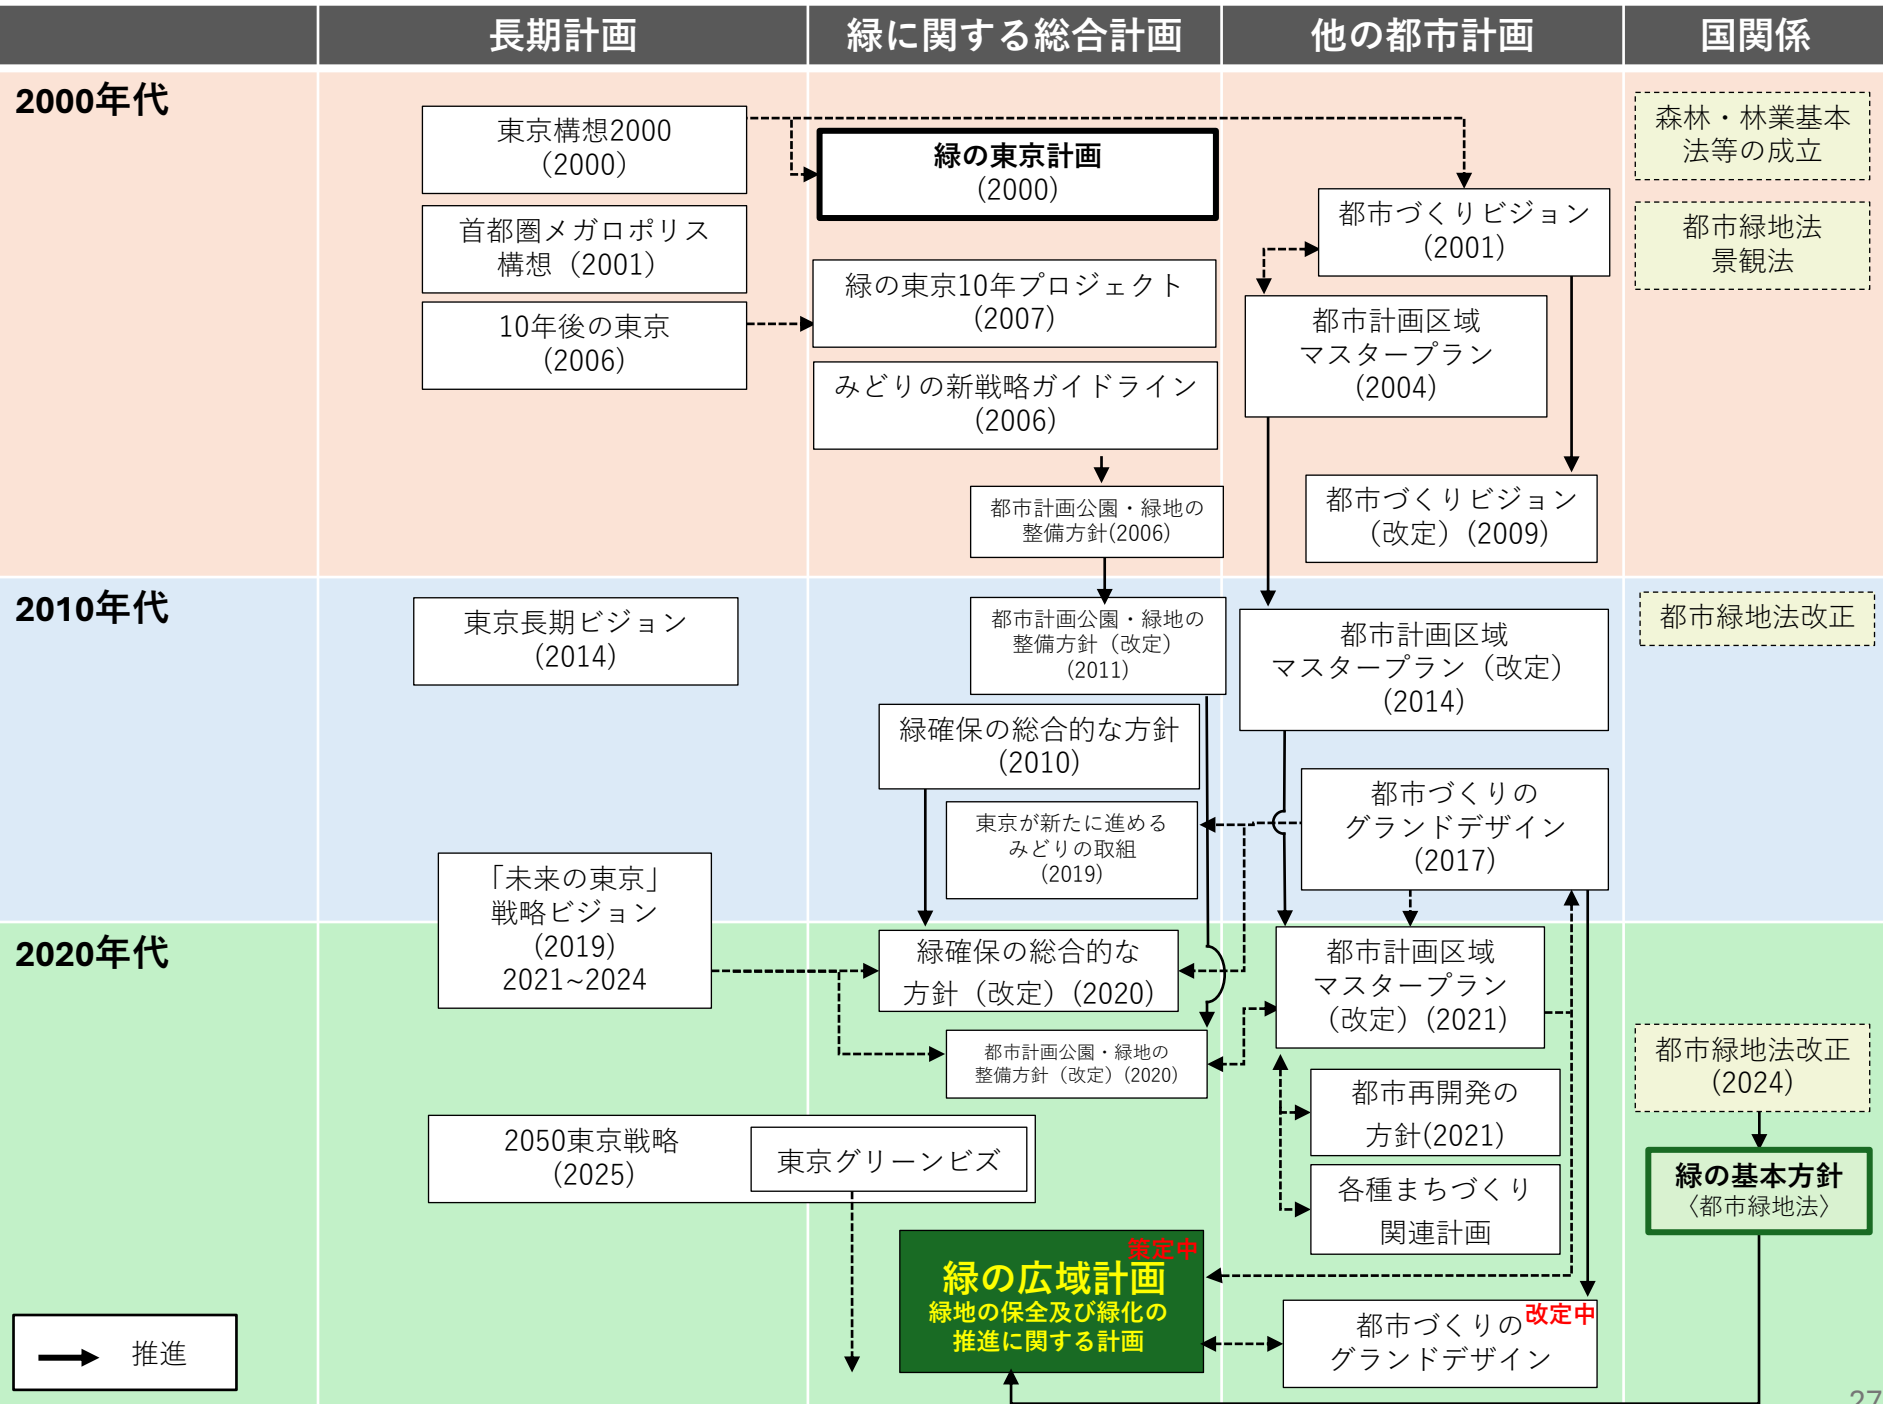 長期計画
緑に関する総合計画
他の都市計画
国関係
2000年代
東京構想2000
(2000)
首都圏メガロポリス
構想（2001)
10年後の東京
(2006)
緑の東京計画
(2000)
緑の東京10年プロジェクト
(2007)
みどりの新戦略ガイドライン
(2006)
都市計画公園・緑地の
整備方針(2006)
都市づくりビジョン
(2001)
都市計画区域
マスタープラン
(2004)
都市づくりビジョン
（改定）(2009)
森林・林業基本
法等の成立
都市緑地法
景観法
2010年代
東京長期ビジョン
(2014)
都市計画公園・緑地の
整備方針（改定）
(2011)
緑確保の総合的な方針
(2010)
東京が新たに進める
みどりの取組
(2019)
都市計画区域
マスタープラン（改定）
(2014)
都市づくりの
グランドデザイン
(2017)
都市緑地法改正
「未来の東京」
戦略ビジョン
(2019)
2021~2024
2020年代
緑確保の総合的な
方針（改定）(2020)
都市計画公園・緑地の
整備方針（改定）(2020)
都市計画区域
マスタープラン
（改定）(2021)
都市再開発の
方針(2021)
各種まちづくり
関連計画
都市緑地法改正
(2024)
緑の基本方針
〈都市緑地法〉
2050東京戦略
(2025)
東京グリーンビズ
策定中
緑の広域計画
緑地の保全及び緑化の
推進に関する計画
改定中
都市づくりの
グランドデザイン
推進
27